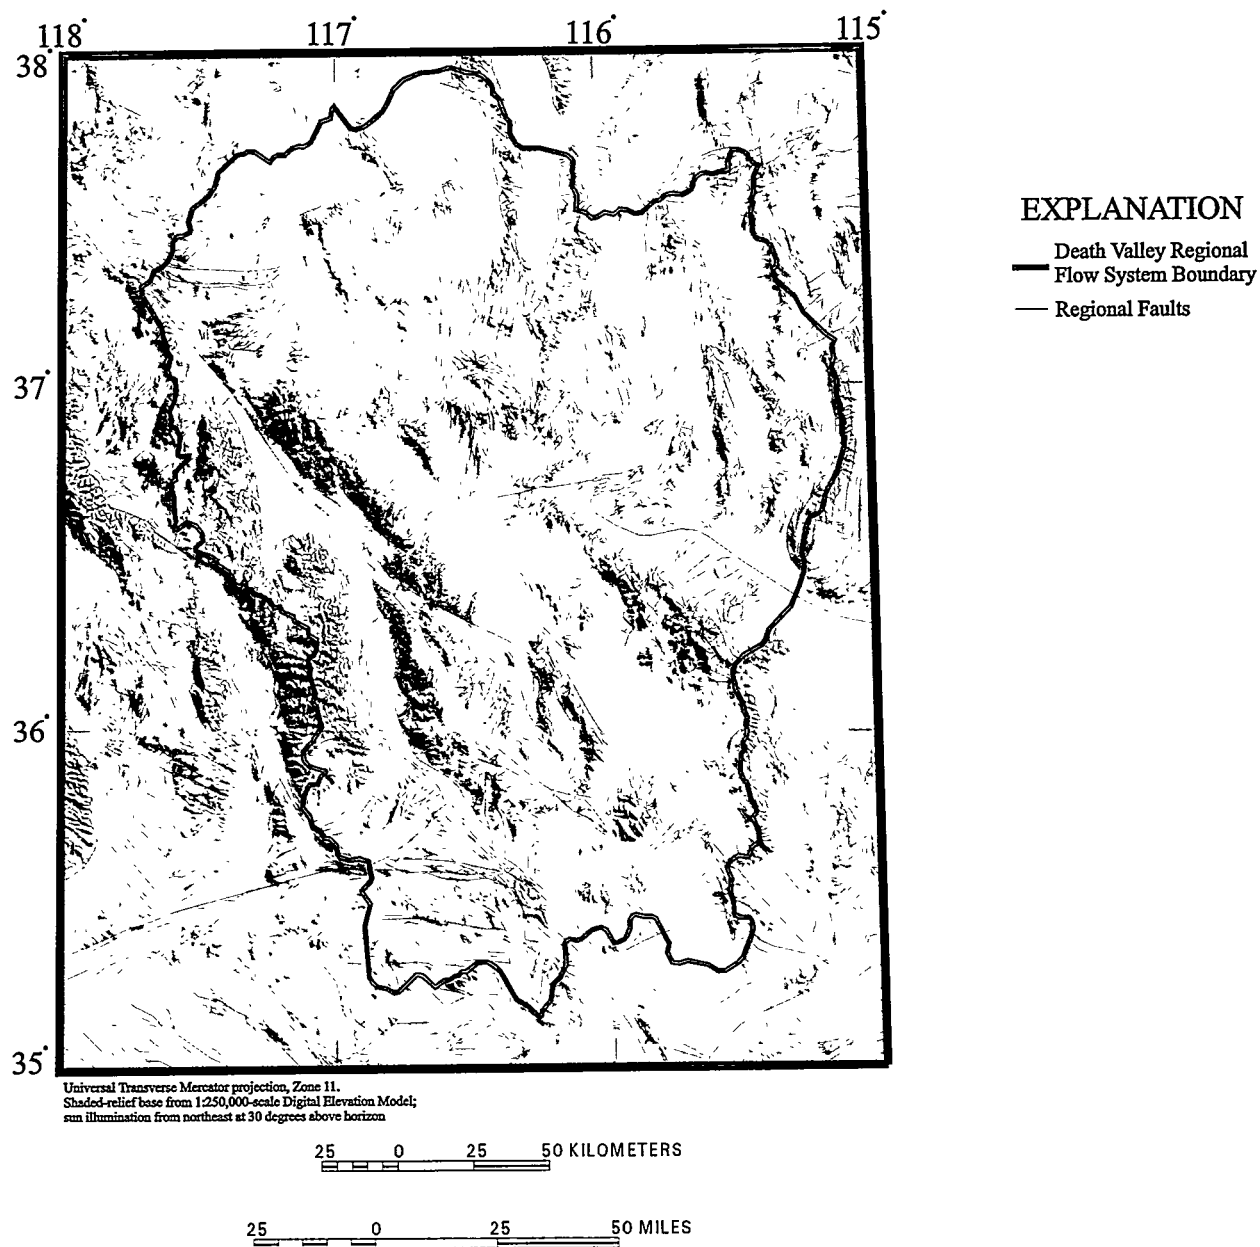 118° 117° 116° 115°
38°
37°
36°
35°
EXPLANATION
Death Valley Regional
Flow System Boundary
Regional Faults
Universal Transverse Mercator projection, Zone 11.
Shaded-relief base from 1:250,000-scale Digital Elevation Model;
sun illumination from northeast at 30 degrees above horizon
25 0 25 50 KILOMETERS
25 0 25 50 MILES